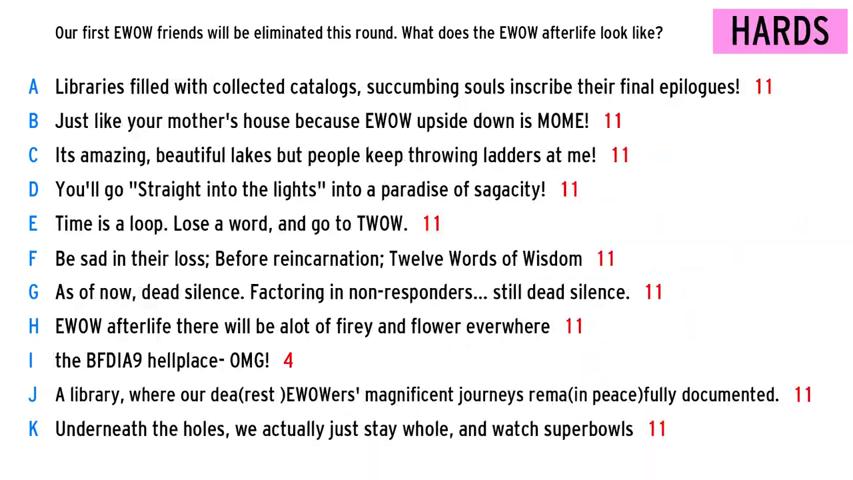 Our first EWOW friends will be eliminated this round. What does the EWOW afterlife look like?
HARDS
A Libraries filled with collected catalogs, succumbing souls inscribe their final epilogues! 11
B Just like your mother's house because EWOW upside down is MOME! 11
C Its amazing, beautiful lakes but people keep throwing ladders at me! 11
D You'll go "Straight into the lights" into a paradise of sagacity! 11
E Time is a loop. Lose a word, and go to TWOW. 11
F Be sad in their loss; Before reincarnation; Twelve Words of Wisdom 11
G As of now, dead silence. Factoring in non-responders... still dead silence. 11
H EWOW afterlife there will be alot of firey and flower everwhere 11
I the BFDIA9 hellplace- OMG! 4
J A library, where our dea(rest )EWOWers' magnificent journeys rema(in peace)fully documented. 11
K Underneath the holes, we actually just stay whole, and watch superbowls 11